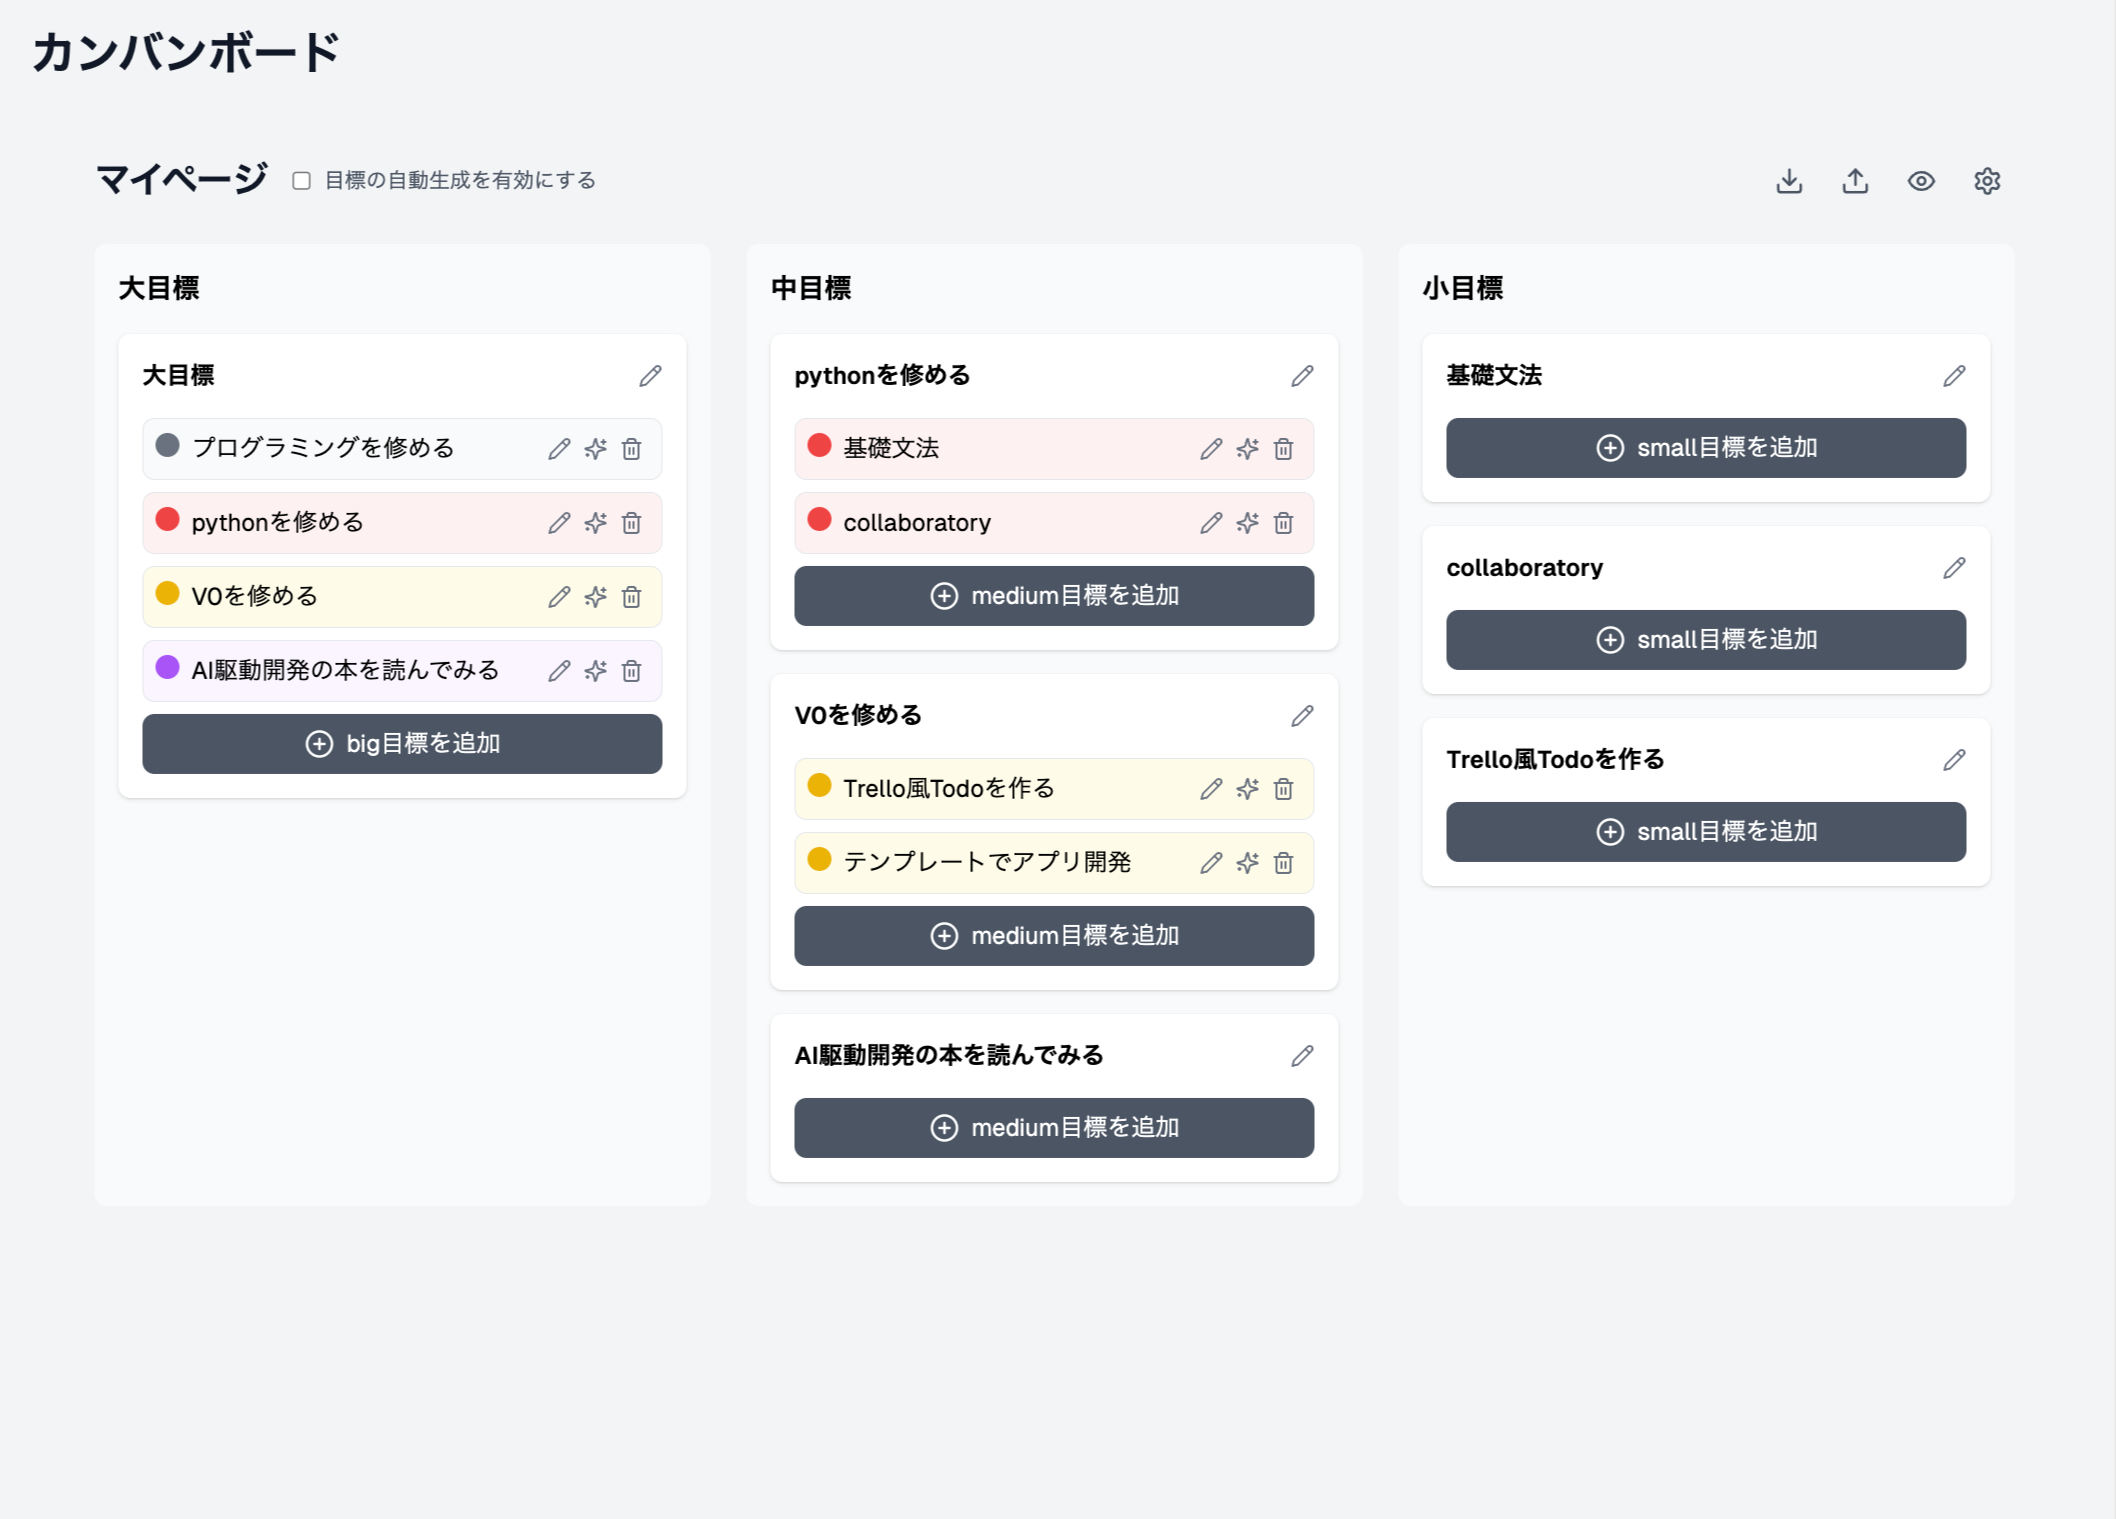 カンバンボード
マイページ
目標の自動生成を有効にする
大目標
大目標
プログラミングを修める
pythonを修める
V0を修める
AI駆動開発の本を読んでみる
big目標を追加
中目標
pythonを修める
基礎文法
collaboratory
medium目標を追加
V0を修める
Trello風Todoを作る
テンプレートでアプリ開発
medium目標を追加
AI駆動開発の本を読んでみる
medium目標を追加
小目標
基礎文法
small目標を追加
collaboratory
small目標を追加
Trello風Todoを作る
small目標を追加